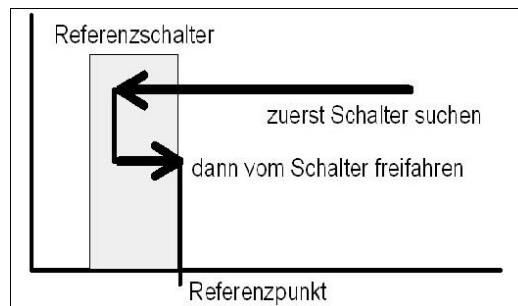 Referenzschalter
zuerst Schalter suchen
dann vom Schalter freifahren
Referenzpunkt